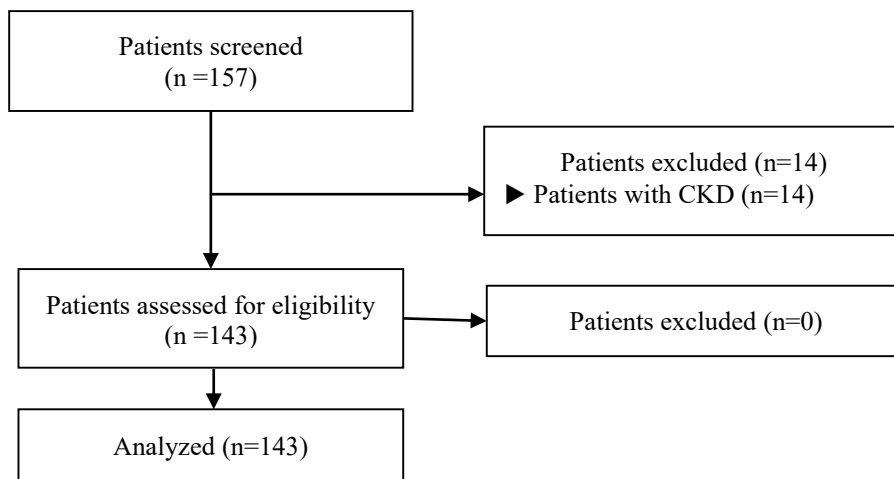 Patients screened
(n =157)
Patients excluded (n=14)
▶ Patients with CKD (n=14)
Patients assessed for eligibility
(n =143)
Patients excluded (n=0)
Analyzed (n=143)